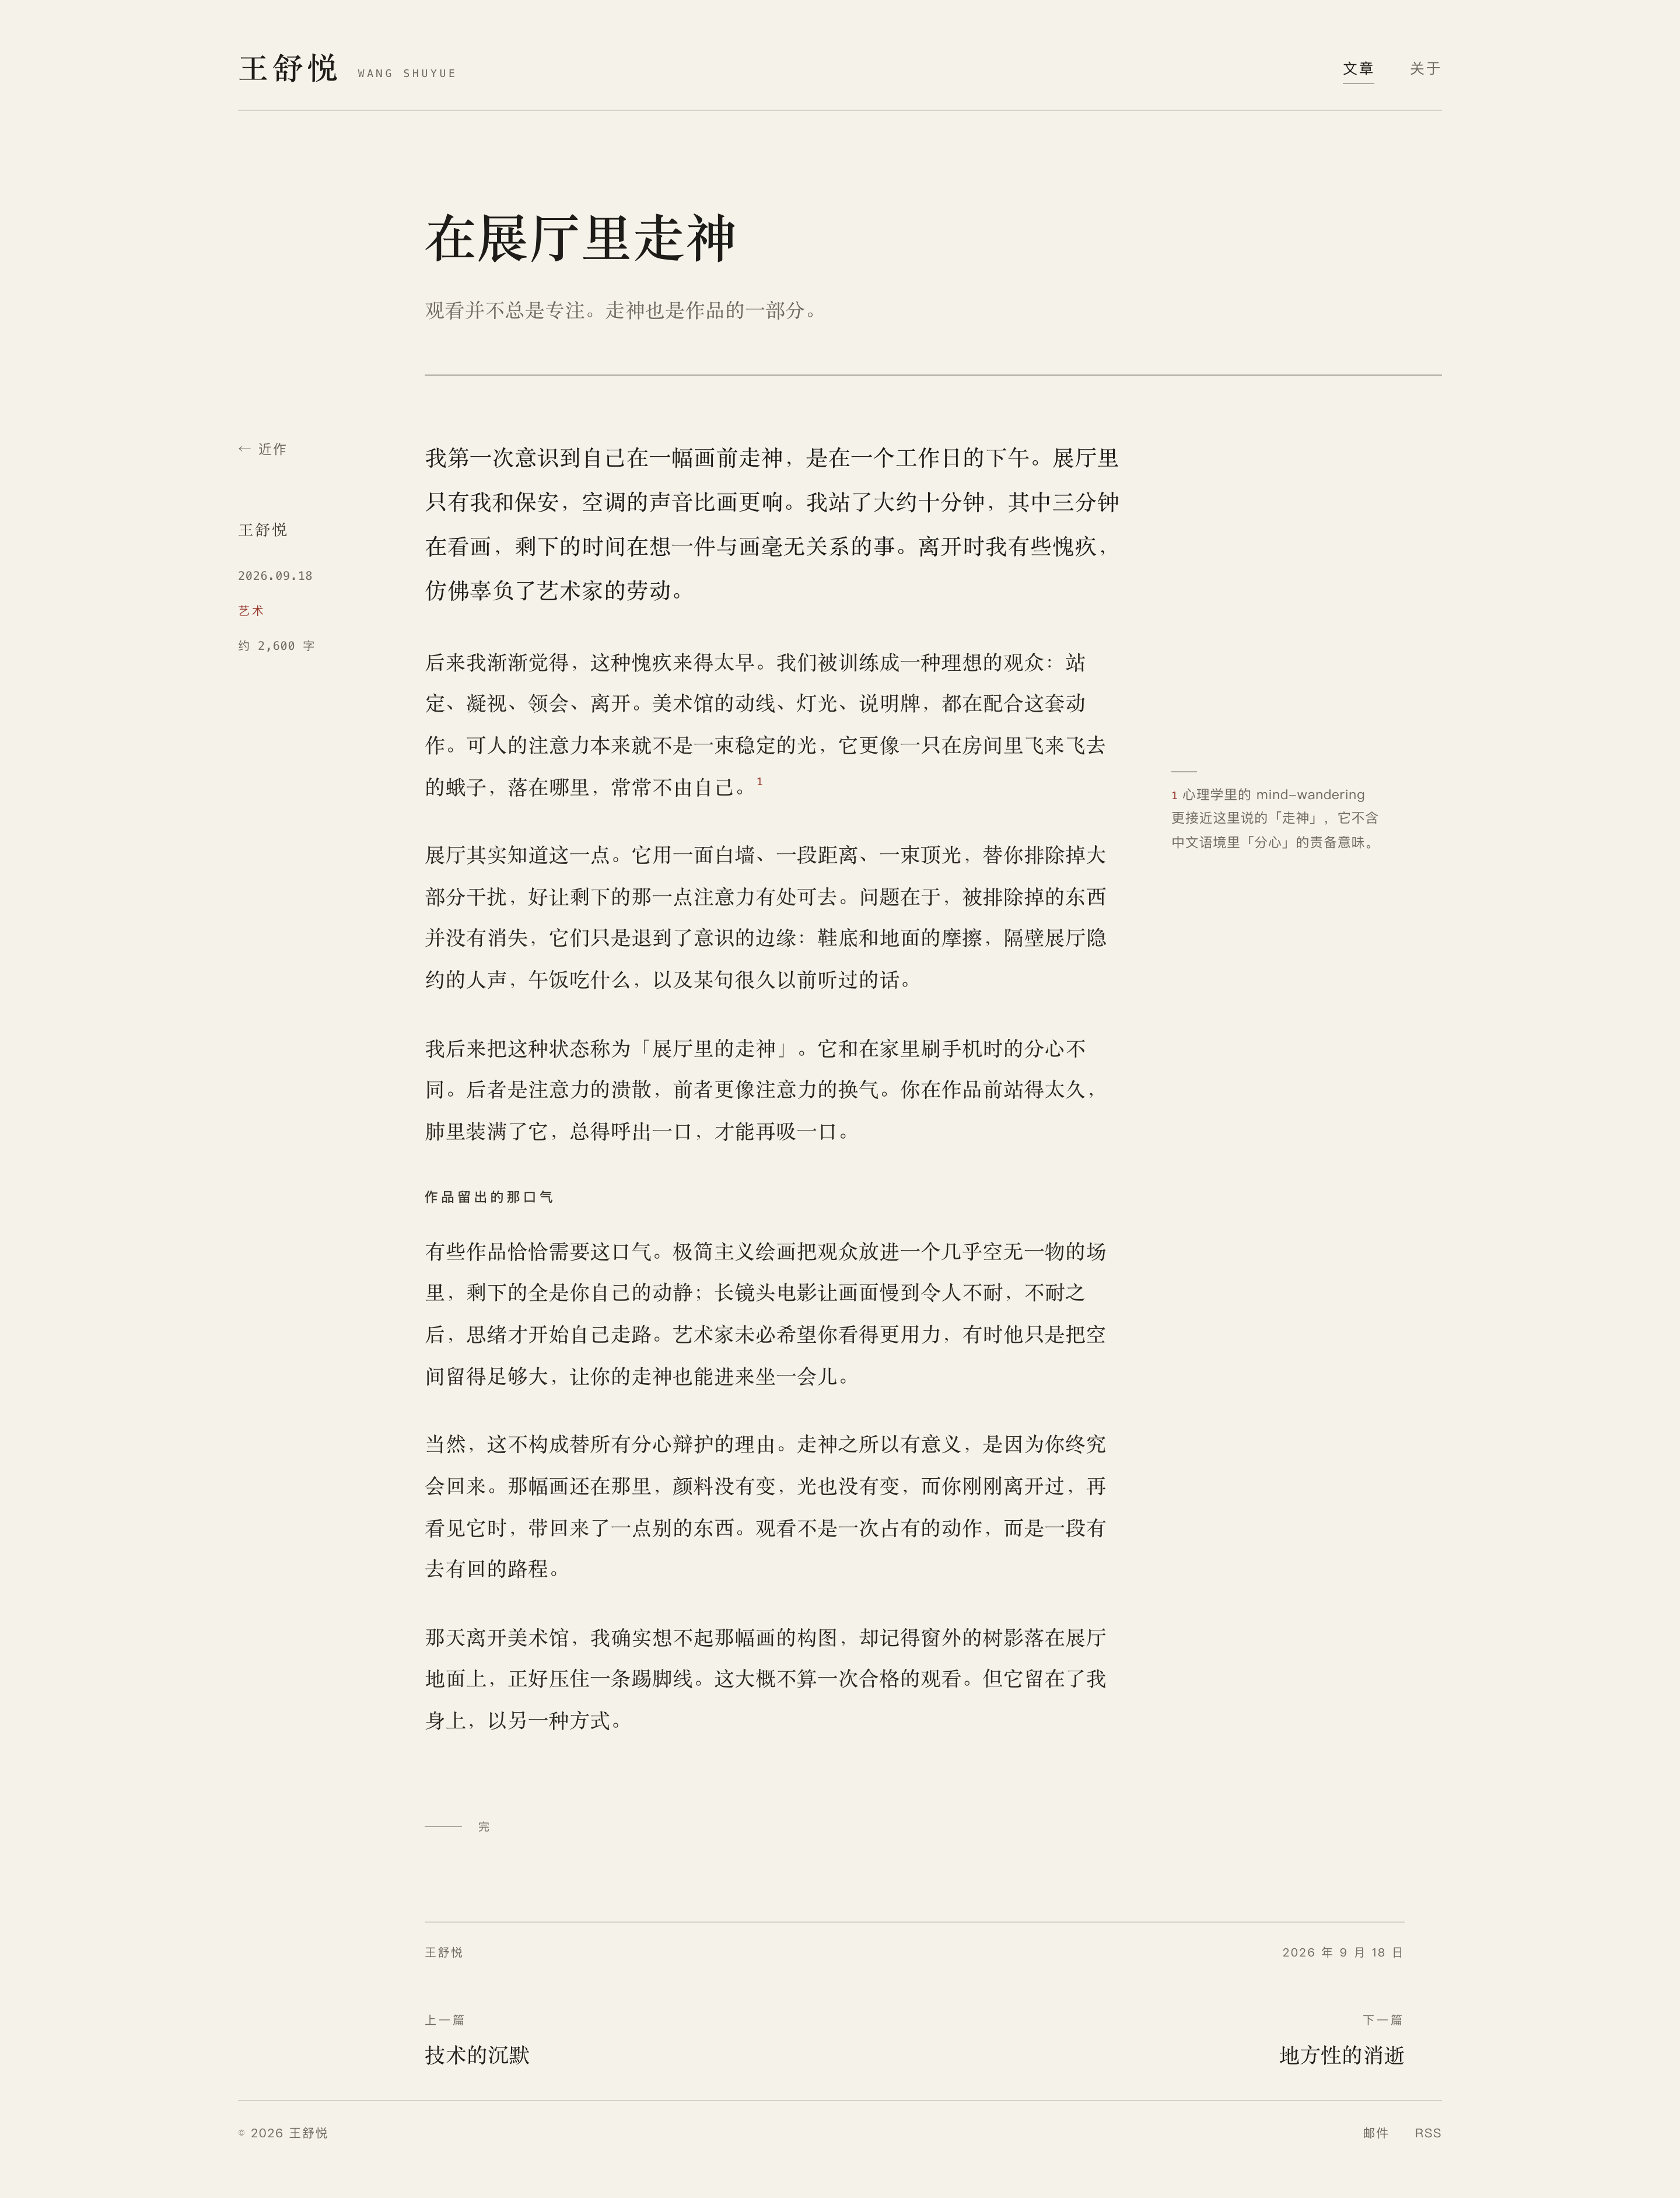 王舒悦 WANG SHUYUE
文章 关于
在展厅里走神
观看并不总是专注。走神也是作品的一部分。
← 近作
王舒悦
2026.09.18
艺术
约 2,600 字
我第一次意识到自己在一幅画前走神，是在一个工作日的下午。展厅里
只有我和保安，空调的声音比画更响。我站了大约十分钟，其中三分钟
在看画，剩下的时间在想一件与画毫无关系的事。离开时我有些愧疚，
仿佛辜负了艺术家的劳动。
后来我渐渐觉得，这种愧疚来得太早。我们被训练成一种理想的观众：站
定、凝视、领会、离开。美术馆的动线、灯光、说明牌，都在配合这套动
作。可人的注意力本来就不是一束稳定的光，它更像一只在房间里飞来飞去
的蛾子，落在哪里，常常不由自己。1
1 心理学里的 mind-wandering
更接近这里说的「走神」，它不含
中文语境里「分心」的责备意味。
展厅其实知道这一点。它用一面白墙、一段距离、一束顶光，替你排除掉大
部分干扰，好让剩下的那一点注意力有处可去。问题在于，被排除掉的东西
并没有消失，它们只是退到了意识的边缘：鞋底和地面的摩擦，隔壁展厅隐
约的人声，午饭吃什么，以及某句很久以前听过的话。
我后来把这种状态称为「展厅里的走神」。它和在家里刷手机时的分心不
同。后者是注意力的溃散，前者更像注意力的换气。你在作品前站得太久，
肺里装满了它，总得呼出一口，才能再吸一口。
作品留出的那口气
有些作品恰恰需要这口气。极简主义绘画把观众放进一个几乎空无一物的场
里，剩下的全是你自己的动静；长镜头电影让画面慢到令人不耐，不耐之
后，思绪才开始自己走路。艺术家未必希望你看得更用力，有时他只是把空
间留得足够大，让你的走神也能进来坐一会儿。
当然，这不构成替所有分心辩护的理由。走神之所以有意义，是因为你终究
会回来。那幅画还在那里，颜料没有变，光也没有变，而你刚刚离开过，再
看见它时，带回来了一点别的东西。观看不是一次占有的动作，而是一段有
去有回的路程。
那天离开美术馆，我确实想不起那幅画的构图，却记得窗外的树影落在展厅
地面上，正好压住一条踢脚线。这大概不算一次合格的观看。但它留在了我
身上，以另一种方式。
完
王舒悦
2026 年 9 月 18 日
上一篇
技术的沉默
下一篇
地方性的消逝
© 2026 王舒悦
邮件 RSS